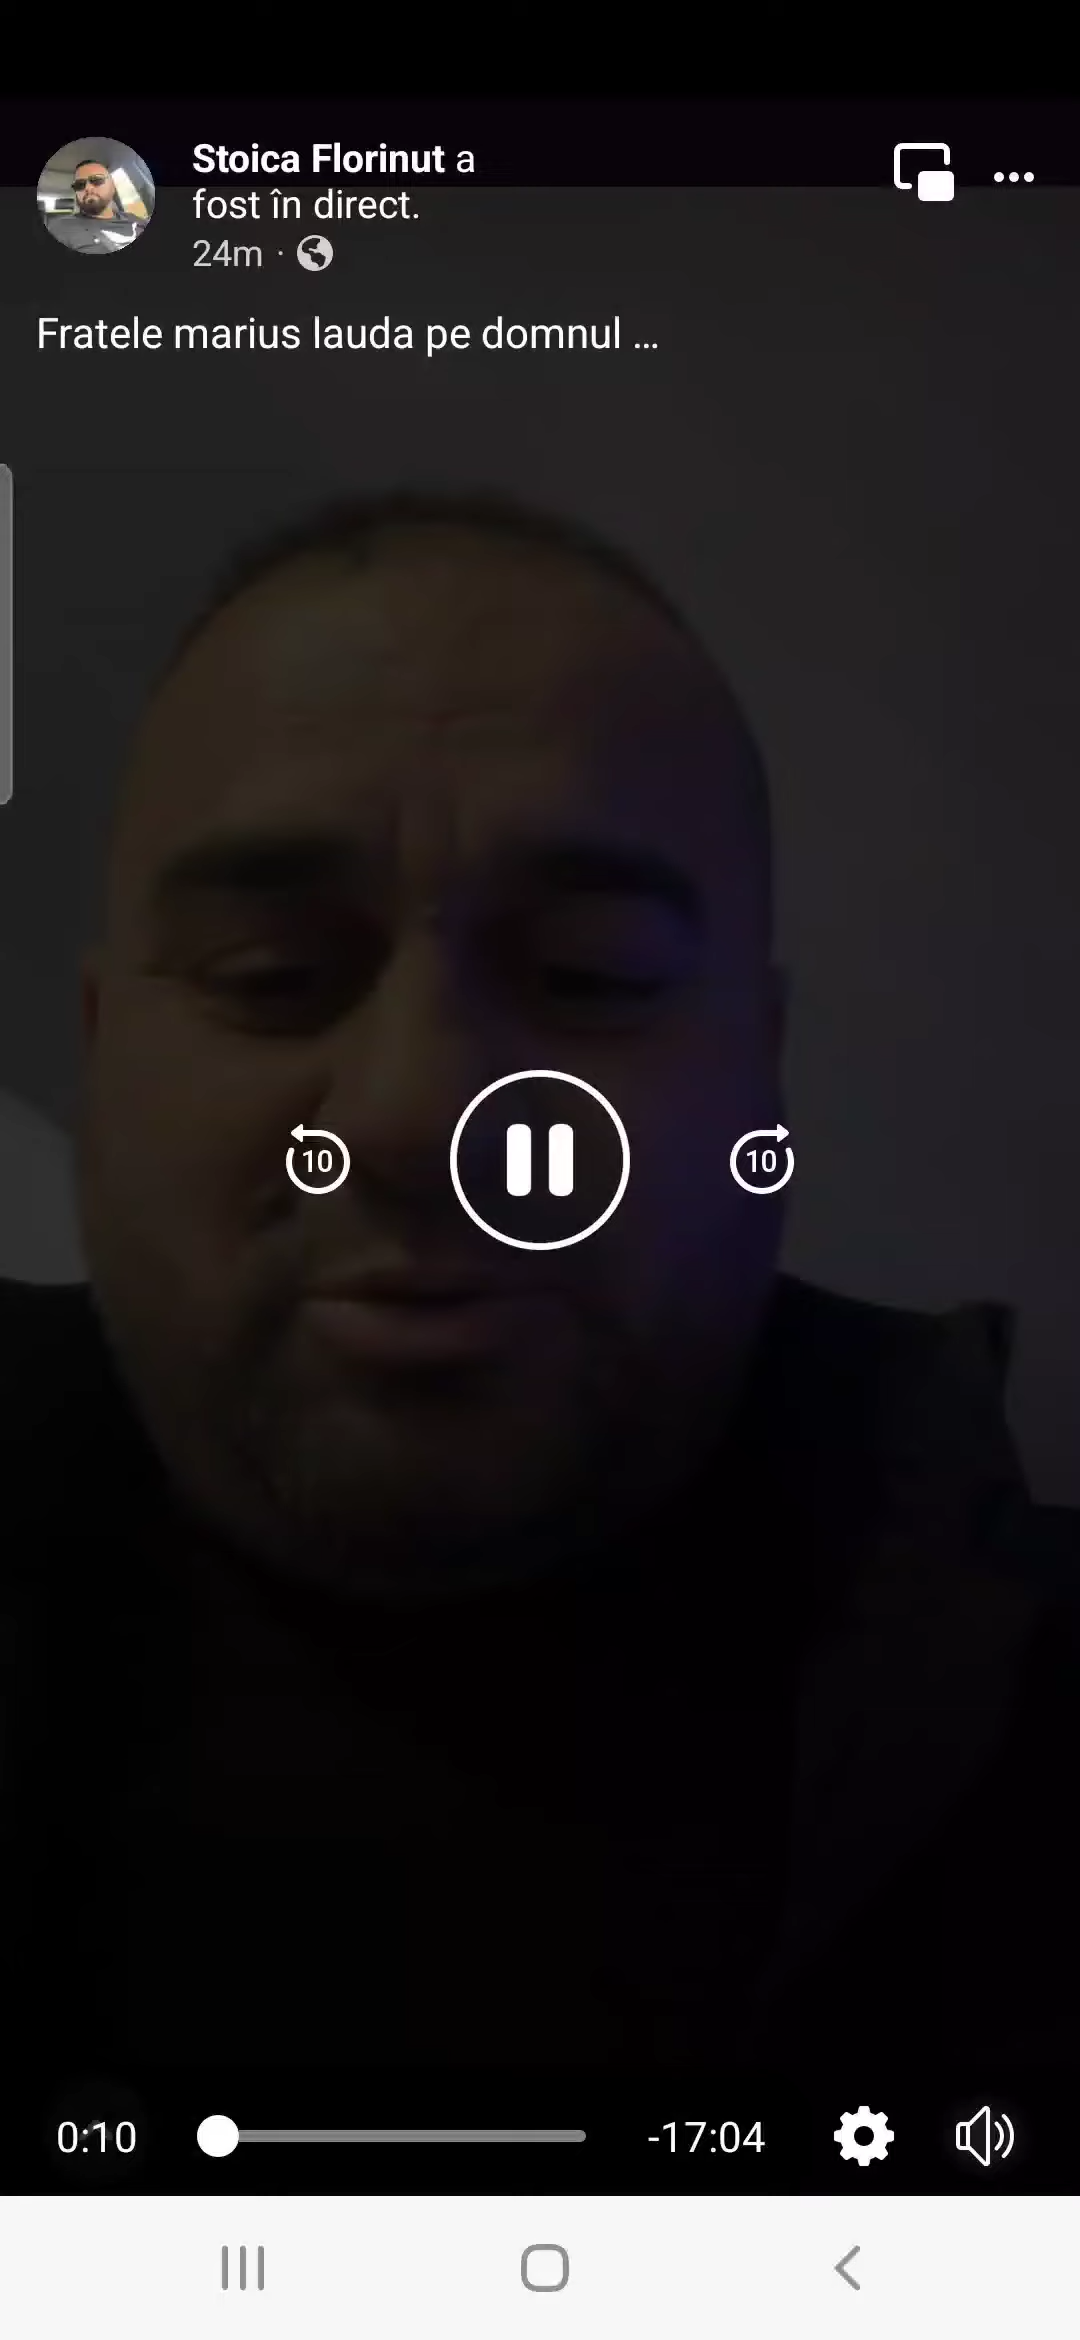 Stoica Florinut a
fost în direct.
24m ·
Fratele marius lauda pe domnul ...
10
10
0:10
-17:04